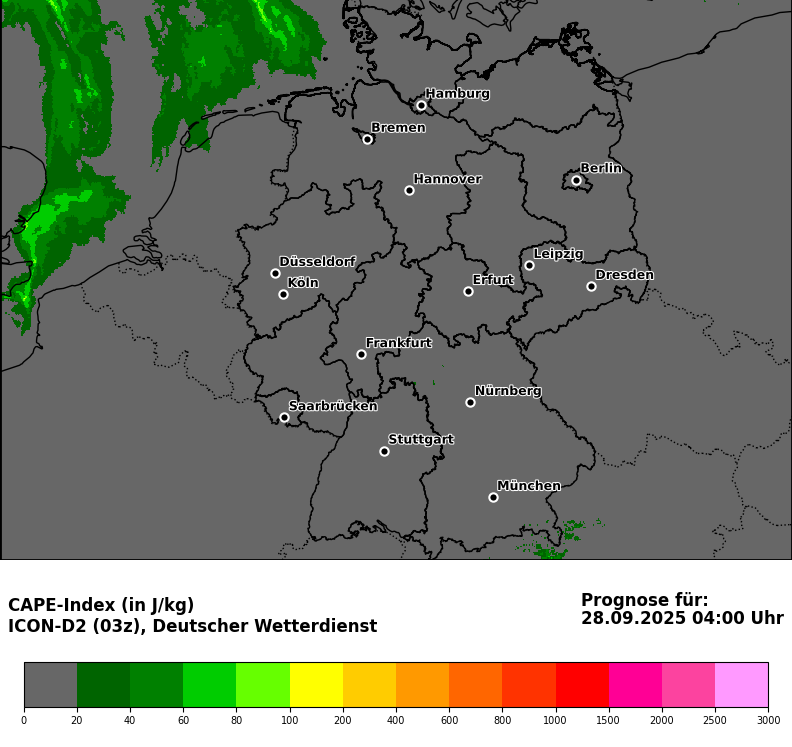 Hamburg
Bremen
Berlin
Hannover
Leipzig
Düsseldorf
Dresden
Köln
Erfurt
Frankfurt
Nürnberg
Saarbrücken
Stuttgart
München
CAPE-Index (in J/kg)
ICON-D2 (03z), Deutscher Wetterdienst
Prognose für:
28.09.2025 04:00 Uhr
0 20 40 60 80 100 200 400 600 800 1000 1500 2000 2500 3000